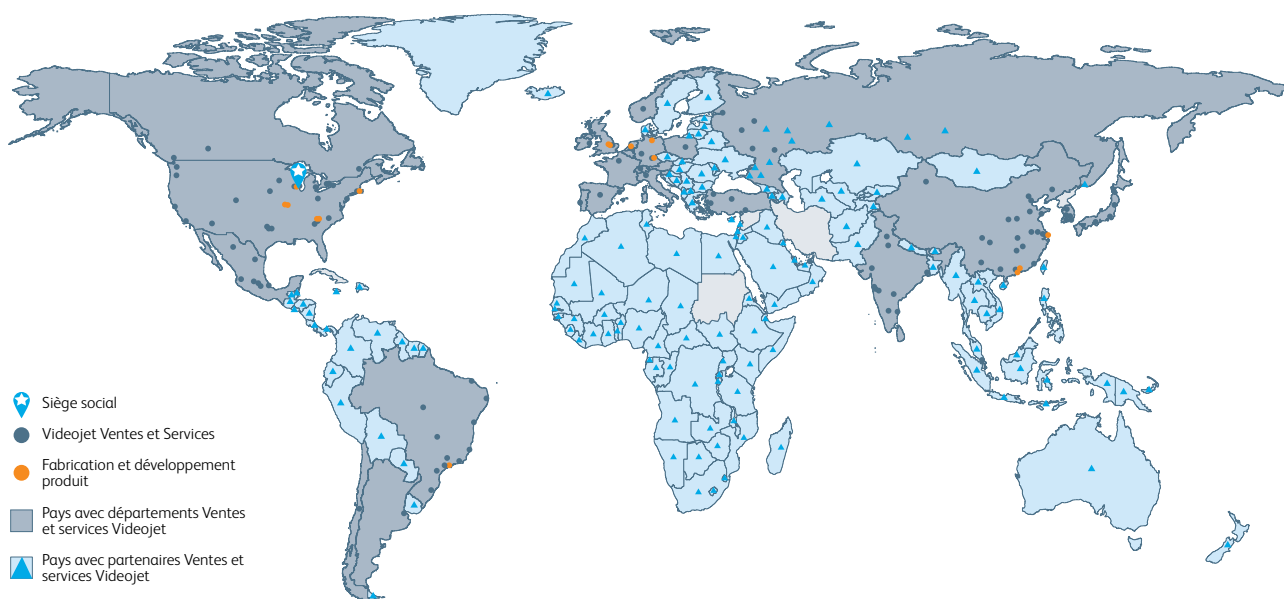 Siège social
Videojet Ventes et Services
Fabrication et développement
produit
Pays avec départements Ventes
et services Videojet
Pays avec partenaires Ventes et
services Videojet